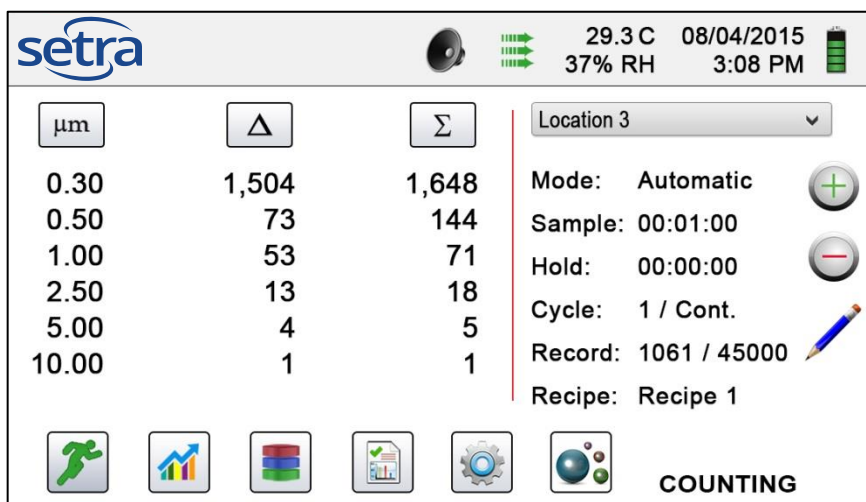 setra
29.3 C 08/04/2015
37% RH 3:08 PM
µm Δ Σ
Location 3
0.30 1,504 1,648
0.50 73 144
1.00 53 71
2.50 13 18
5.00 4 5
10.00 1 1
Mode: Automatic
Sample: 00:01:00
Hold: 00:00:00
Cycle: 1 / Cont.
Record: 1061 / 45000
Recipe: Recipe 1
COUNTING